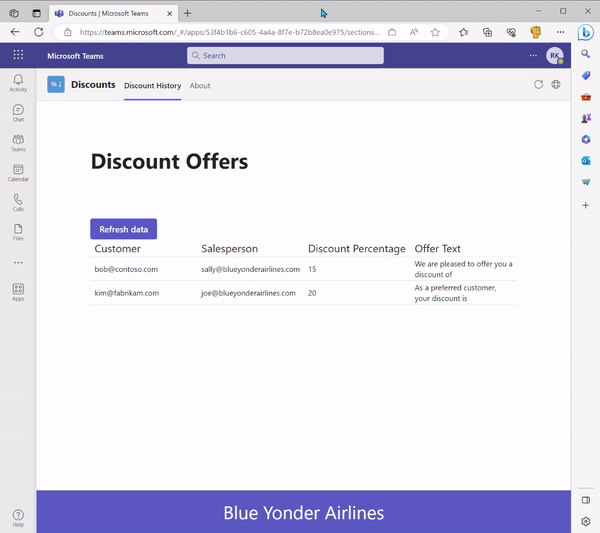 Discounts | Microsoft Teams
https://teams.microsoft.com/_#/apps/53f4b1b6-c605-4a4a-8f7e-b72b8ea0e975/sections...
Microsoft Teams
Search
RK
Activity
Chat
Teams
Calendar
Calls
Files
Apps
Help
Discounts
Discount History
About
Discount Offers
Refresh data
Customer Salesperson Discount Percentage Offer Text
bob@contoso.com sally@blueyonderairlines.com 15 We are pleased to offer you a
discount of
kim@fabrikam.com joe@blueyonderairlines.com 20 As a preferred customer,
your discount is
Blue Yonder Airlines